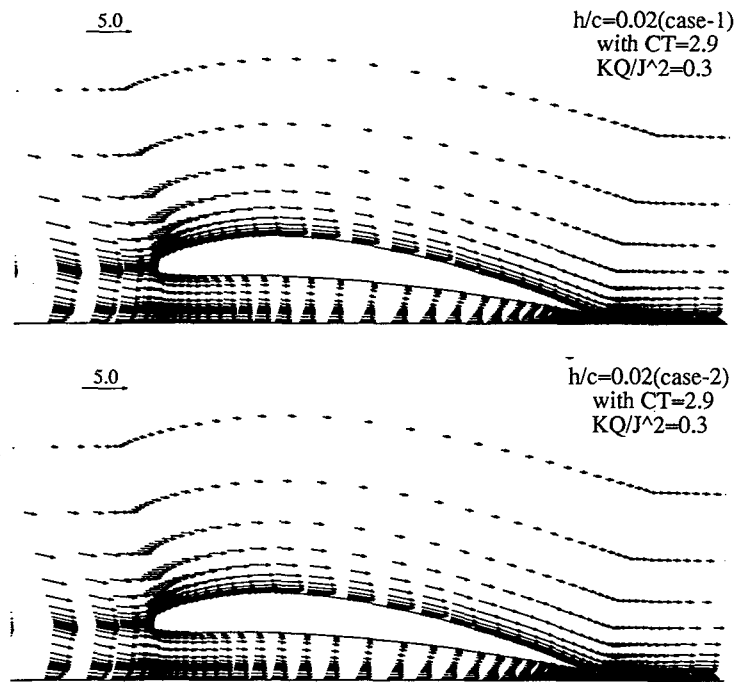 5.0
h/c=0.02(case-1)
with CT=2.9
KQ/J^2=0.3
5.0
h/c=0.02(case-2)
with CT=2.9
KQ/J^2=0.3